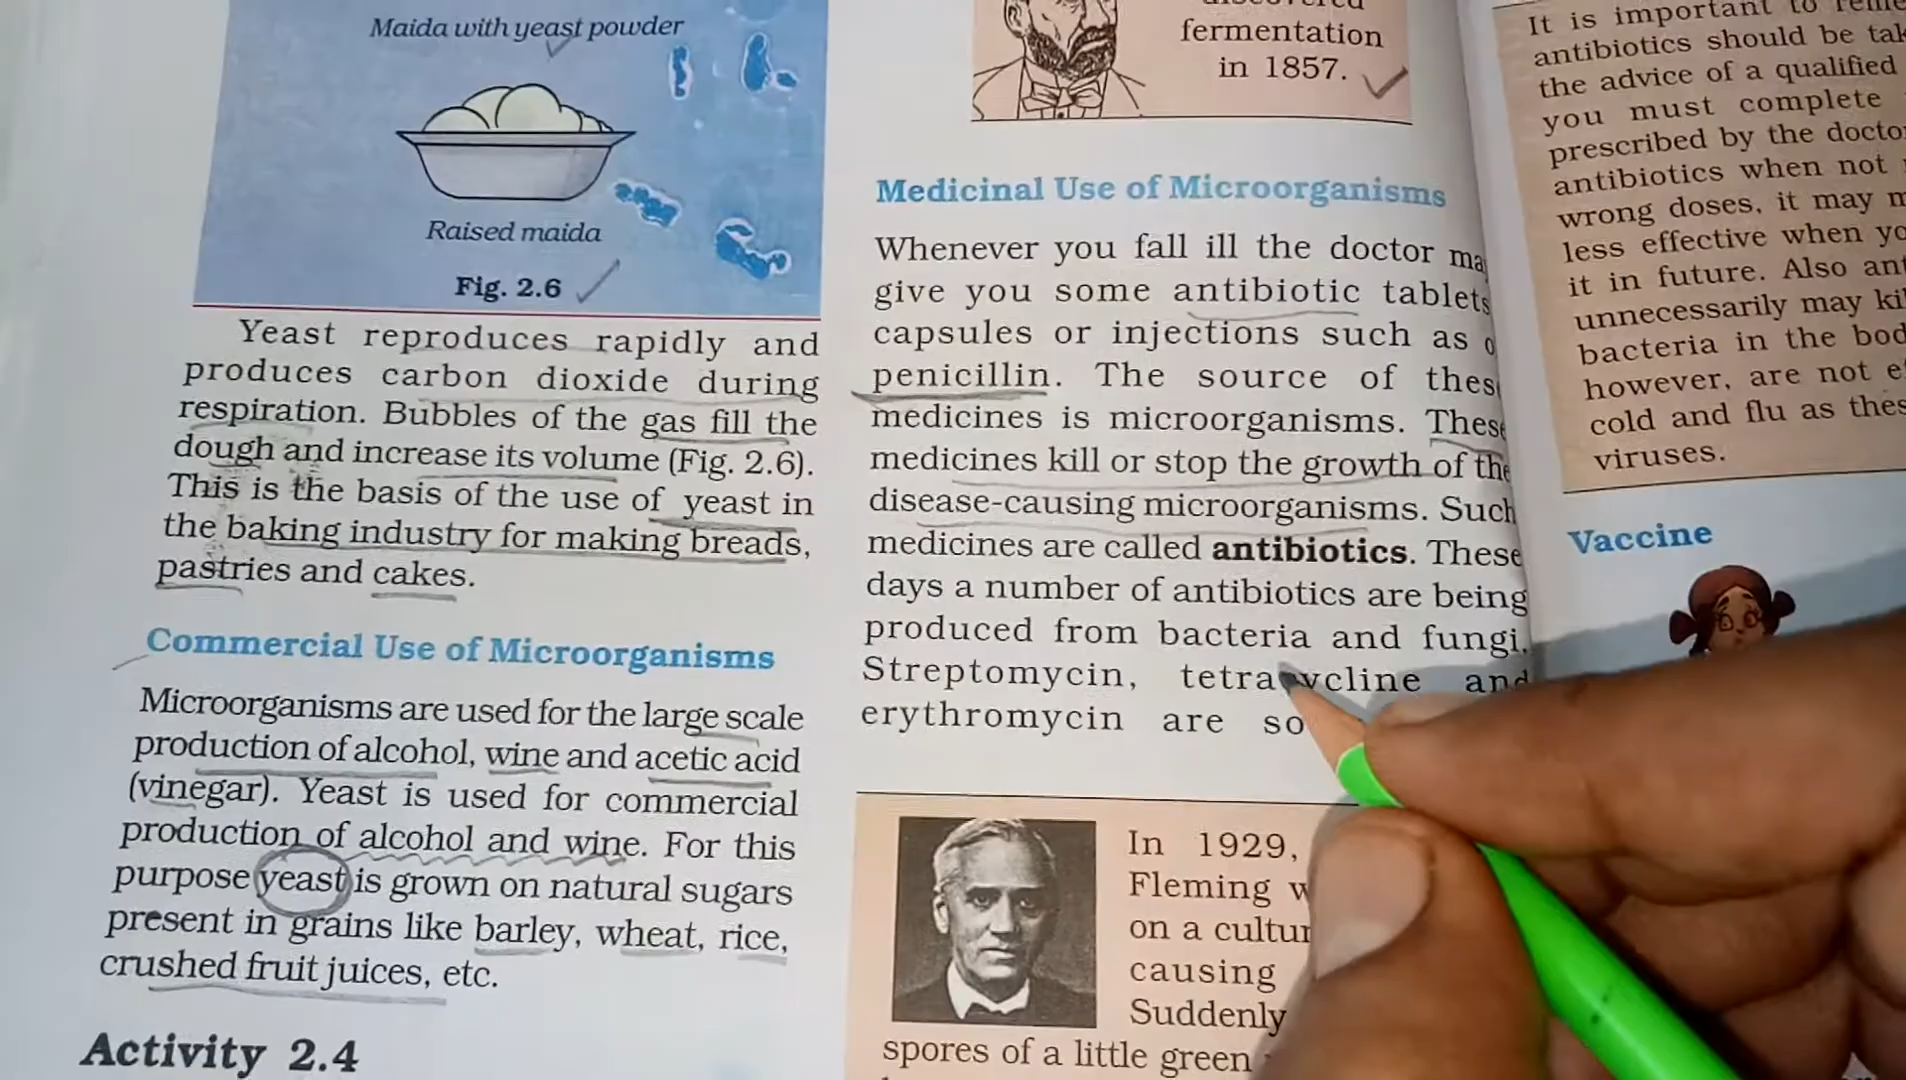 Maida with yeast powder
Raised maida
Fig. 2.6
Yeast reproduces rapidly and
produces carbon dioxide during
respiration. Bubbles of the gas fill the
dough and increase its volume (Fig. 2.6).
This is the basis of the use of yeast in
the baking industry for making breads,
pastries and cakes.
Commercial Use of Microorganisms
Microorganisms are used for the large scale
production of alcohol, wine and acetic acid
(vinegar). Yeast is used for commercial
production of alcohol and wine. For this
purpose yeast is grown on natural sugars
present in grains like barley, wheat, rice,
crushed fruit juices, etc.
Activity 2.4
fermentation
in 1857.
Medicinal Use of Microorganisms
Whenever you fall ill the doctor
give you some antibiotic tablets
capsules or injections such as
penicillin. The source of
medicines is microorganisms. These
medicines kill or stop the growth of the
disease-causing microorganisms. Such
medicines are called antibiotics. These
days a number of antibiotics are being
produced from bacteria and fungi.
Streptomycin, and
erythromycin are
In 1929,
Fleming
on a
causing
Suddenly
spores of a little green
It is important to
antibiotics should be
the advice of a qualified
you must complete
prescribed by the
antibiotics when not
wrong doses, it may
less effective when
it in future. Also
unnecessarily may
bacteria in the
however, are not
cold and flu as
viruses.
Vaccine